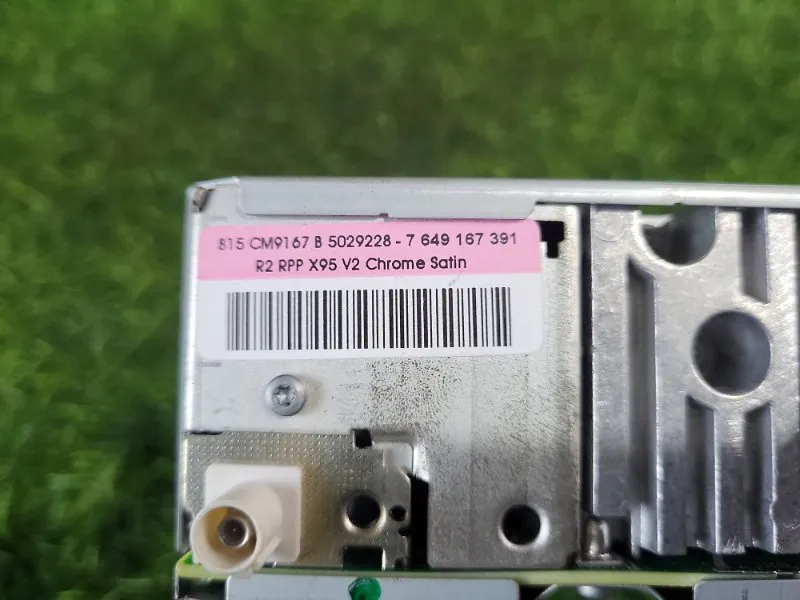 815 CM9167 B 5029228 - 7 649 167 391
R2 RPP X95 V2 Chrome Satin